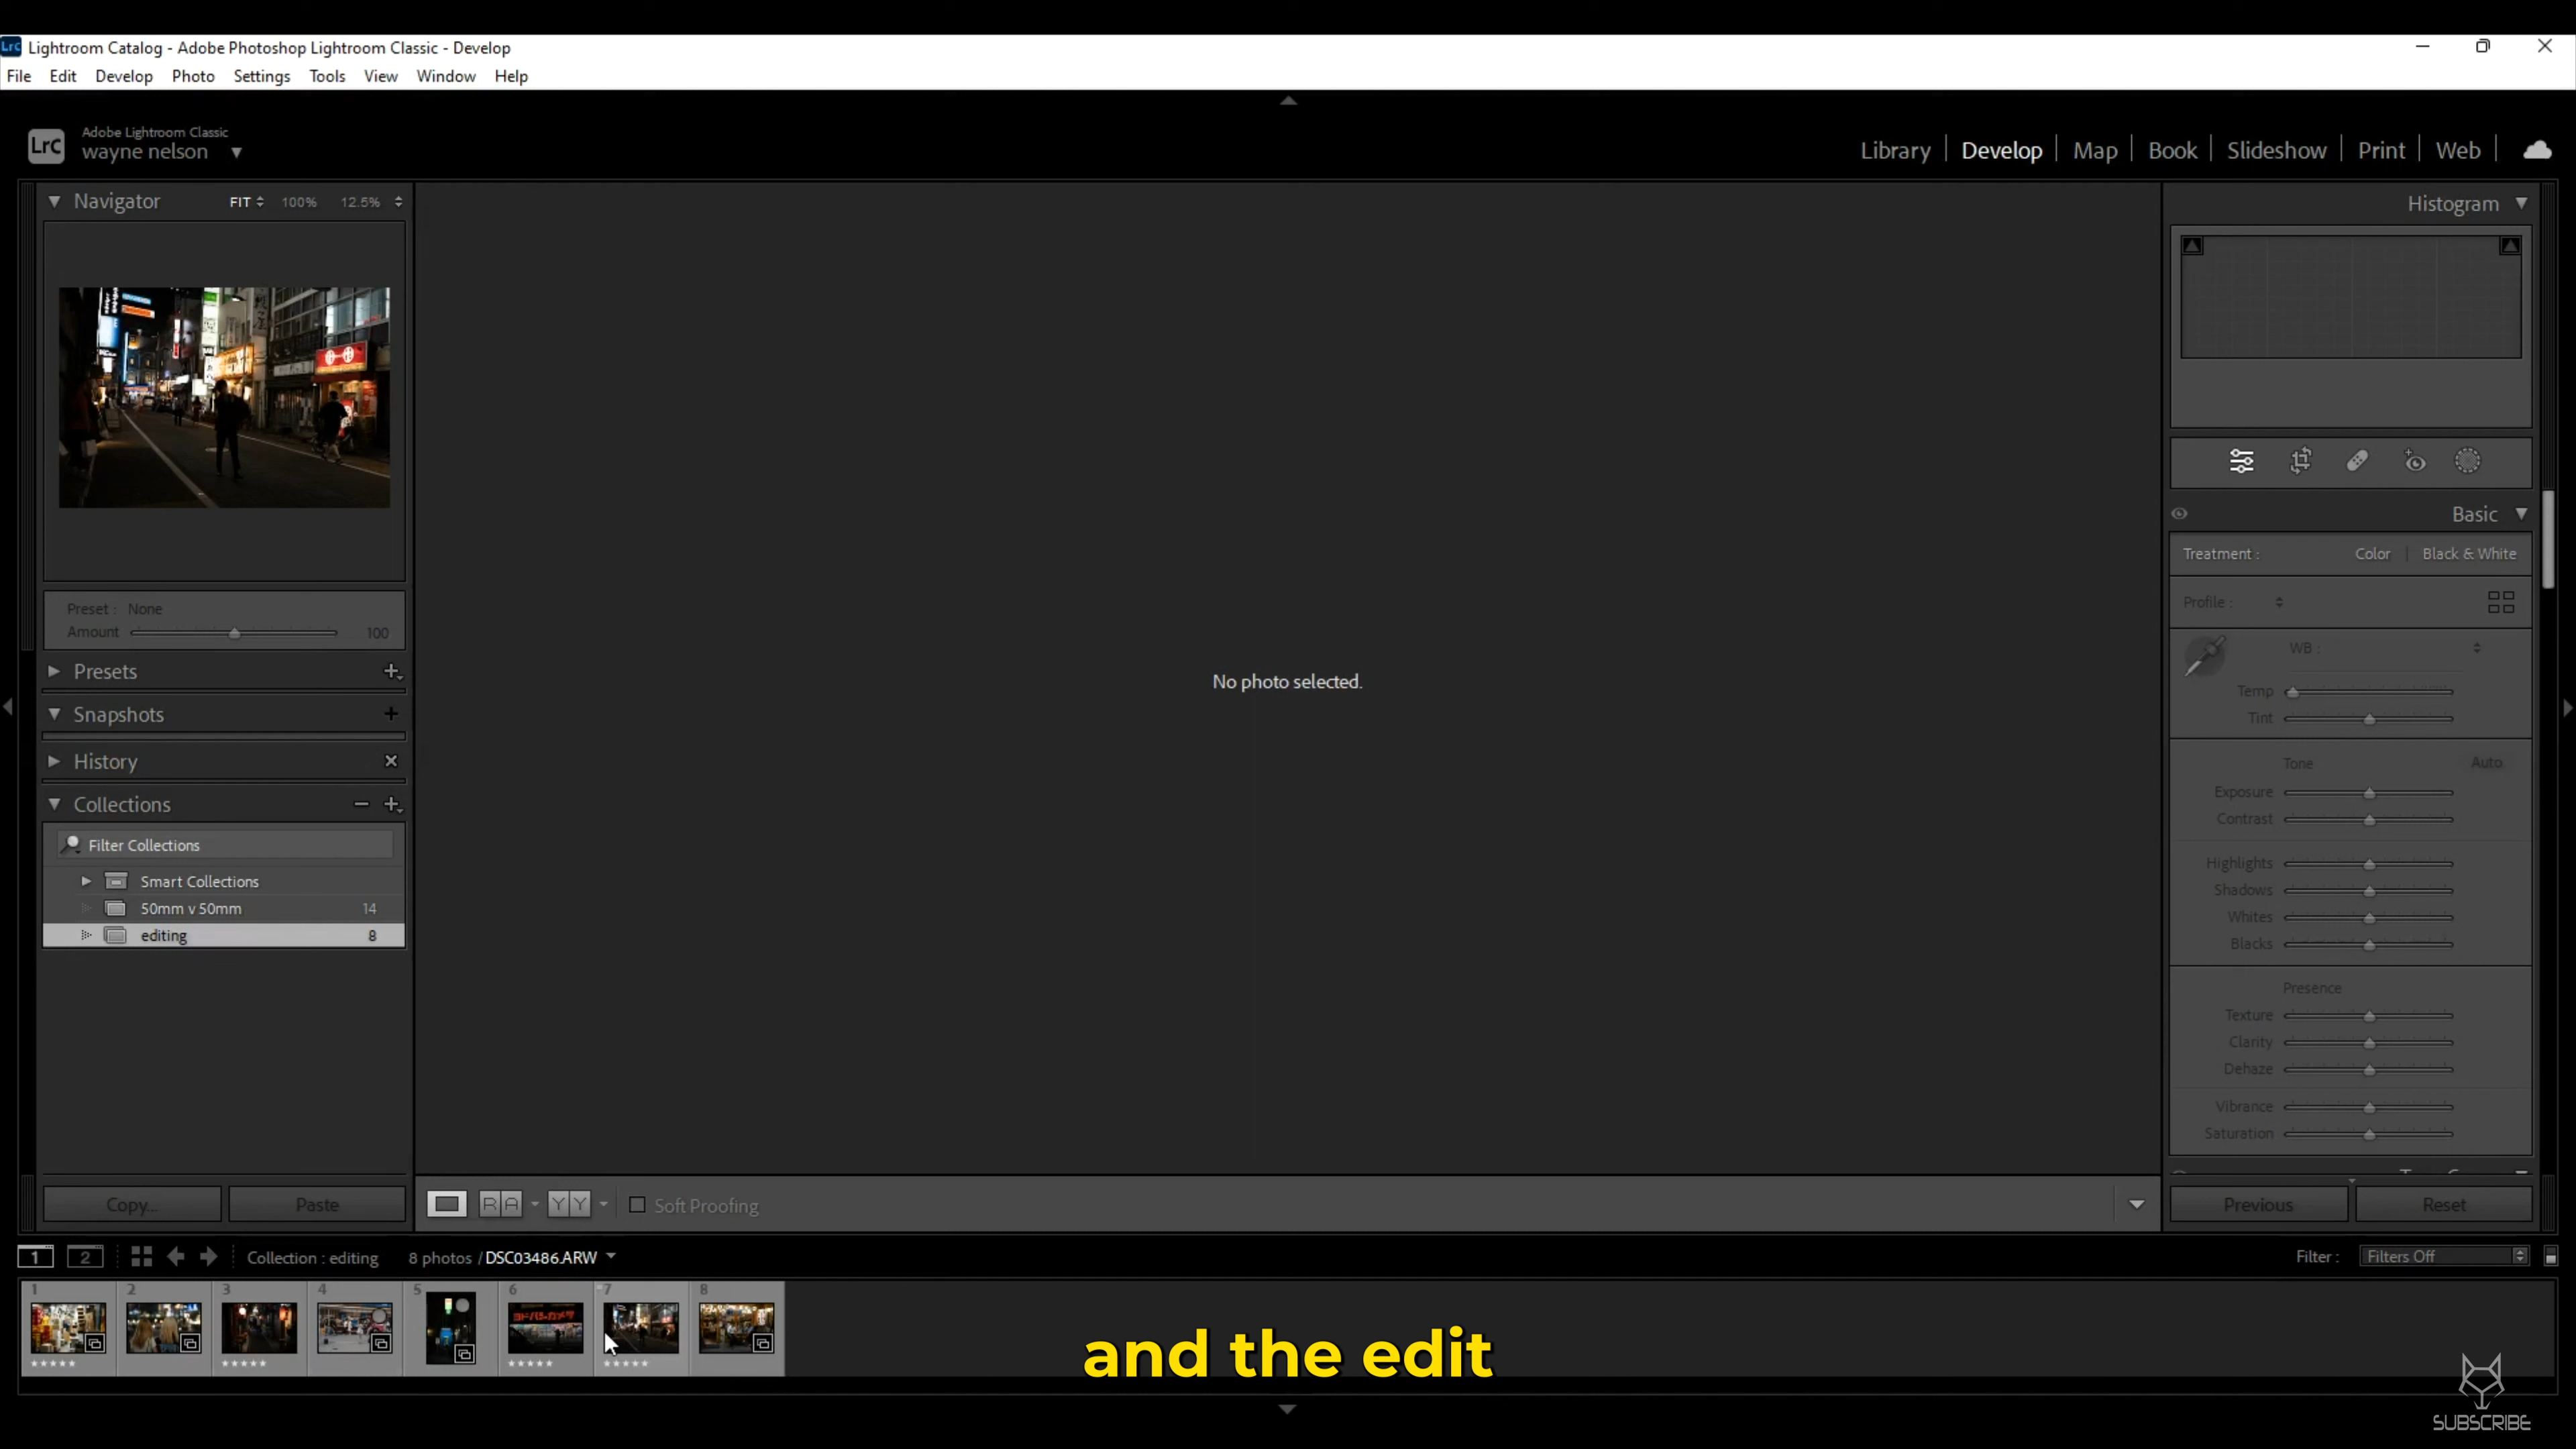 Lrc Lightroom Catalog - Adobe Photoshop Lightroom Classic - Develop
File Edit Develop Photo Settings Tools View Window Help
Lrc Adobe Lightroom Classic
wayne nelson
Library Develop Map Book Slideshow Print Web
Navigator FIT 100% 12.5%
Histogram
Basic
Treatment : Color Black & White
Profile :
WB :
Temp
Tint
Tone Auto
Exposure
Contrast
Highlights
Shadows
Whites
Blacks
Presence
Texture
Clarity
Dehaze
Vibrance
Saturation
Preset : None
Amount 100
Presets
Snapshots
History
Collections
Filter Collections
Smart Collections
50mm v 50mm 14
editing 8
No photo selected.
Copy... Paste
R A Y Y Soft Proofing
Previous Reset
1 2 Collection : editing 8 photos / DSC03486.ARW
Filter : Filters Off
1 2 3 4 5 6 7 8
and the edit
SUBSCRIBE